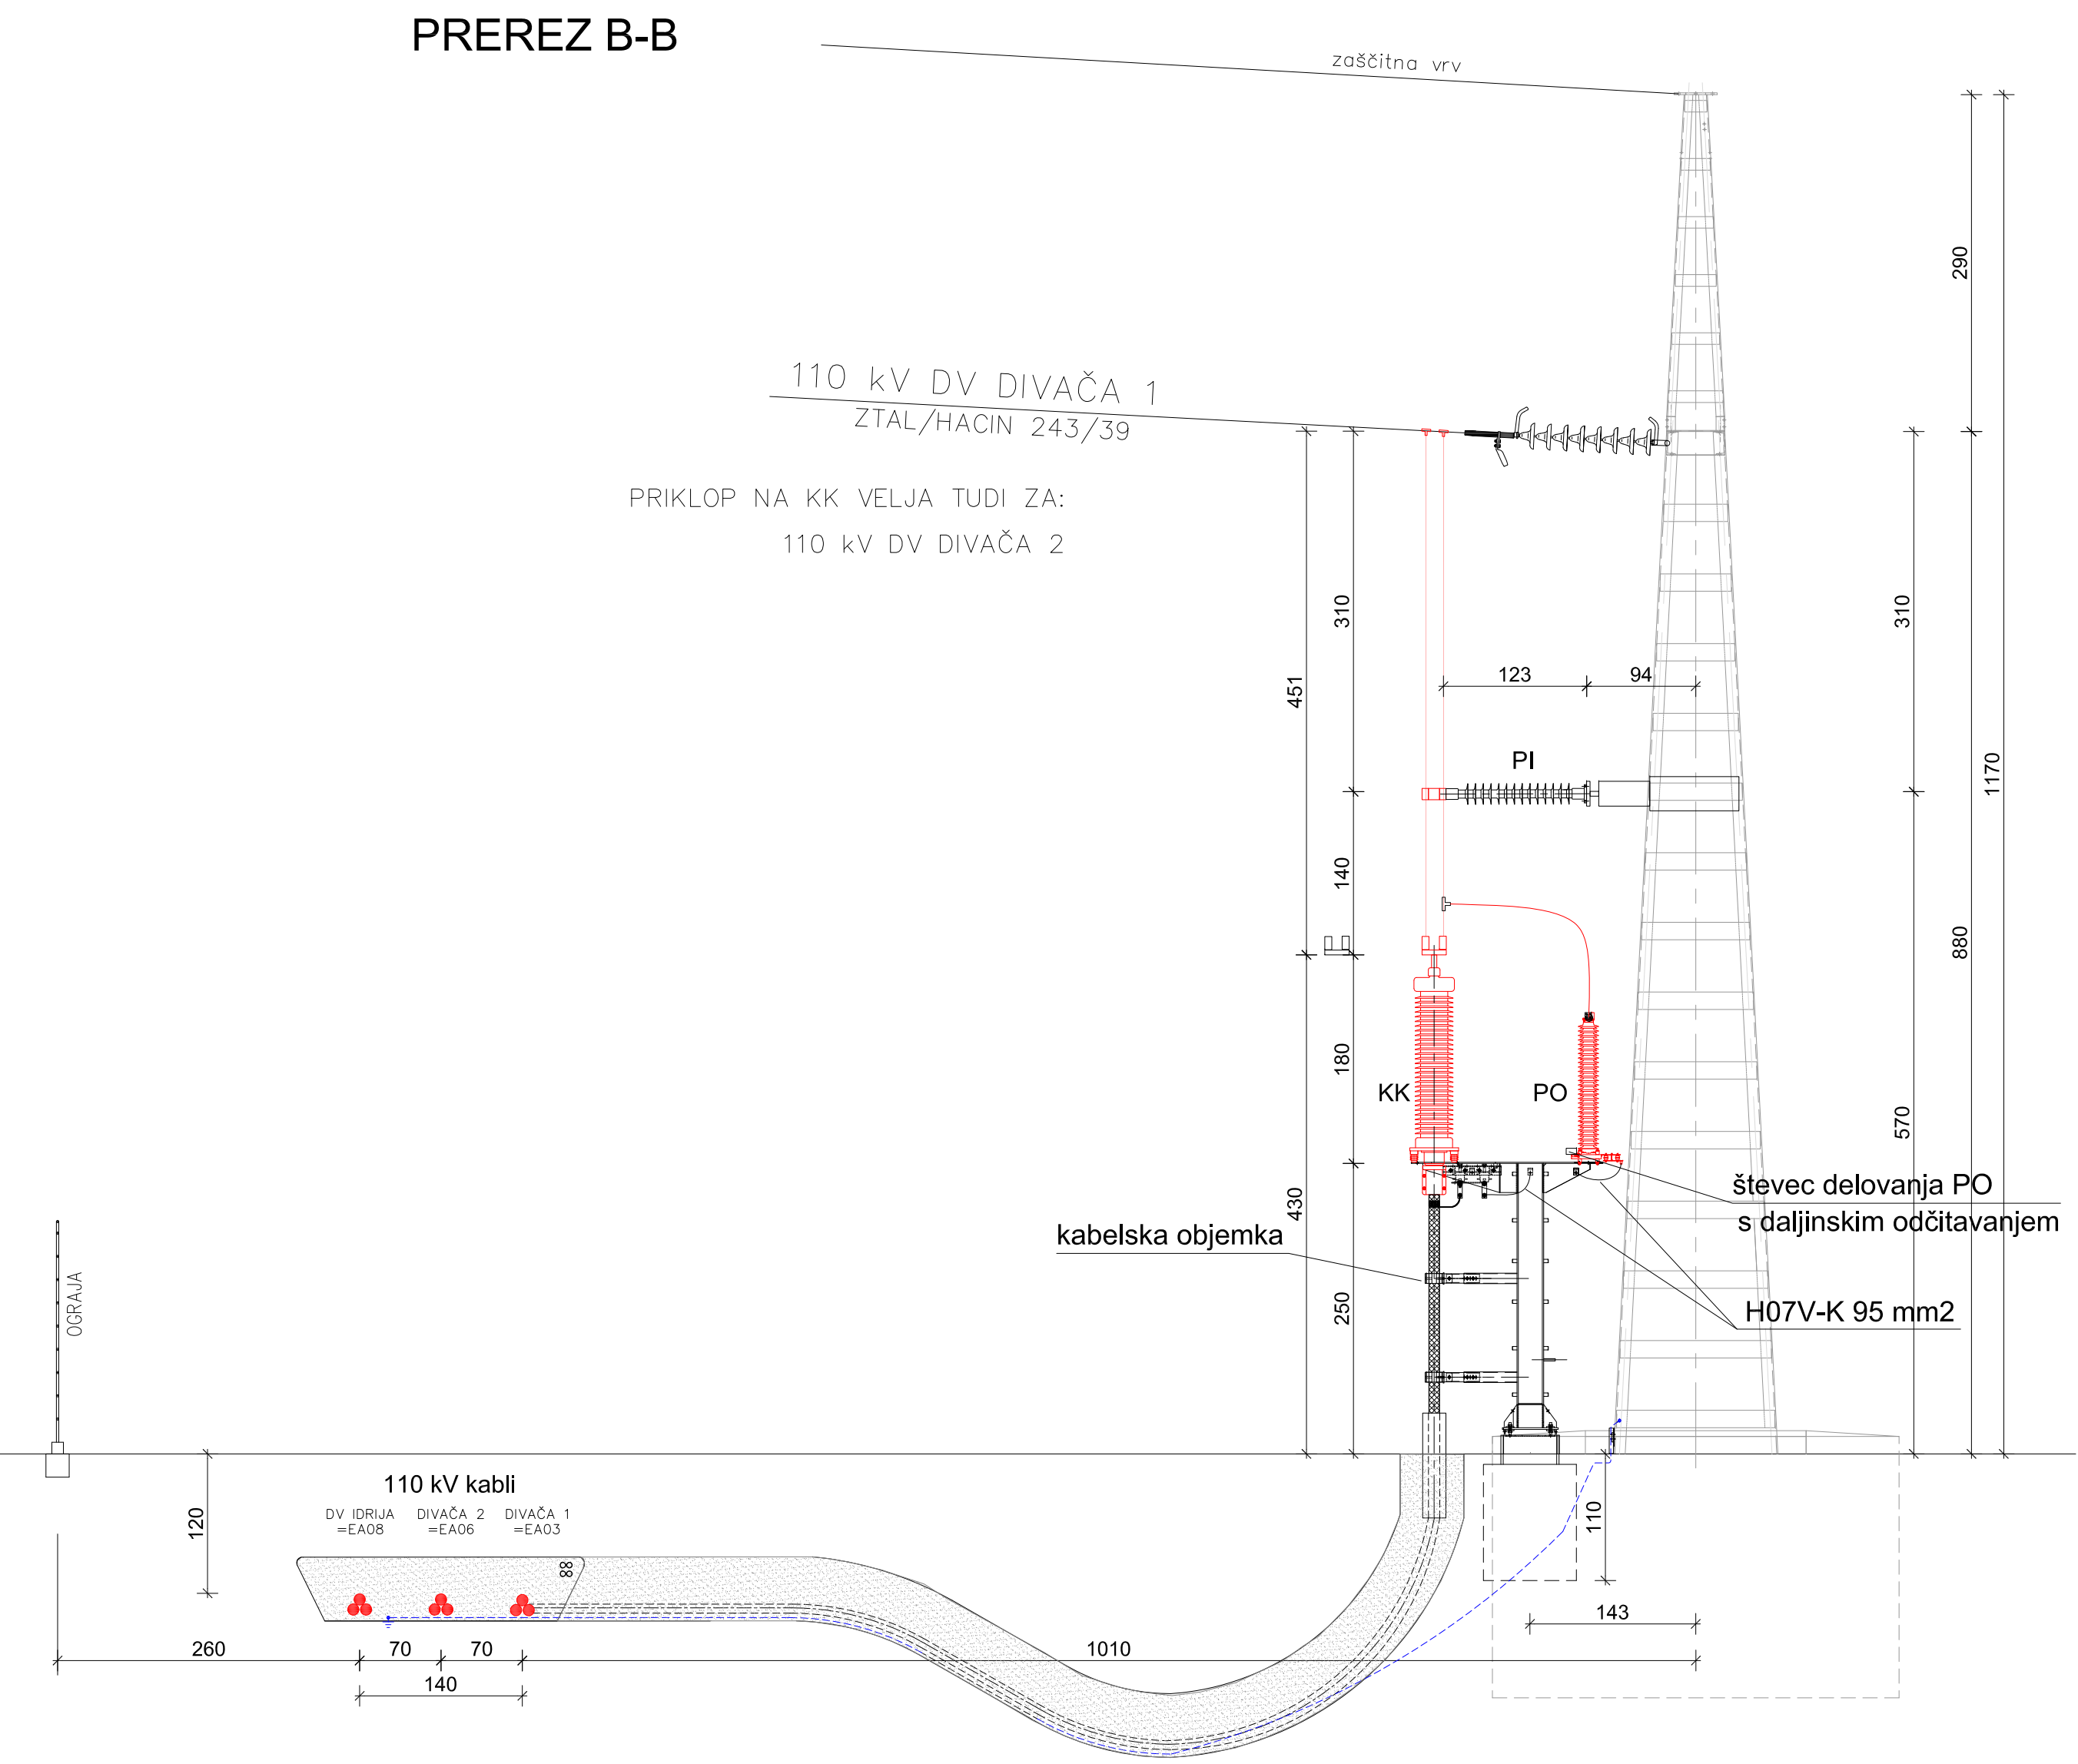 PREREZ B-B
zaščitna vrv
290
110 kV DV DIVAČA 1
ZTAL/HACIN 243/39
PRIKLOP NA KK VELJA TUDI ZA:
110 kV DV DIVAČA 2
310
310
451
123
94
PI
1170
140
880
180
KK
PO
570
430
števec delovanja PO
s daljinskim odčitavanjem
kabelska objemka
OGRAJA
250
H07V-K 95 mm2
110 kV kabli
DV IDRIJA
=EA08
DIVAČA 2
=EA06
DIVAČA 1
=EA03
120
110
143
260
70
70
1010
140